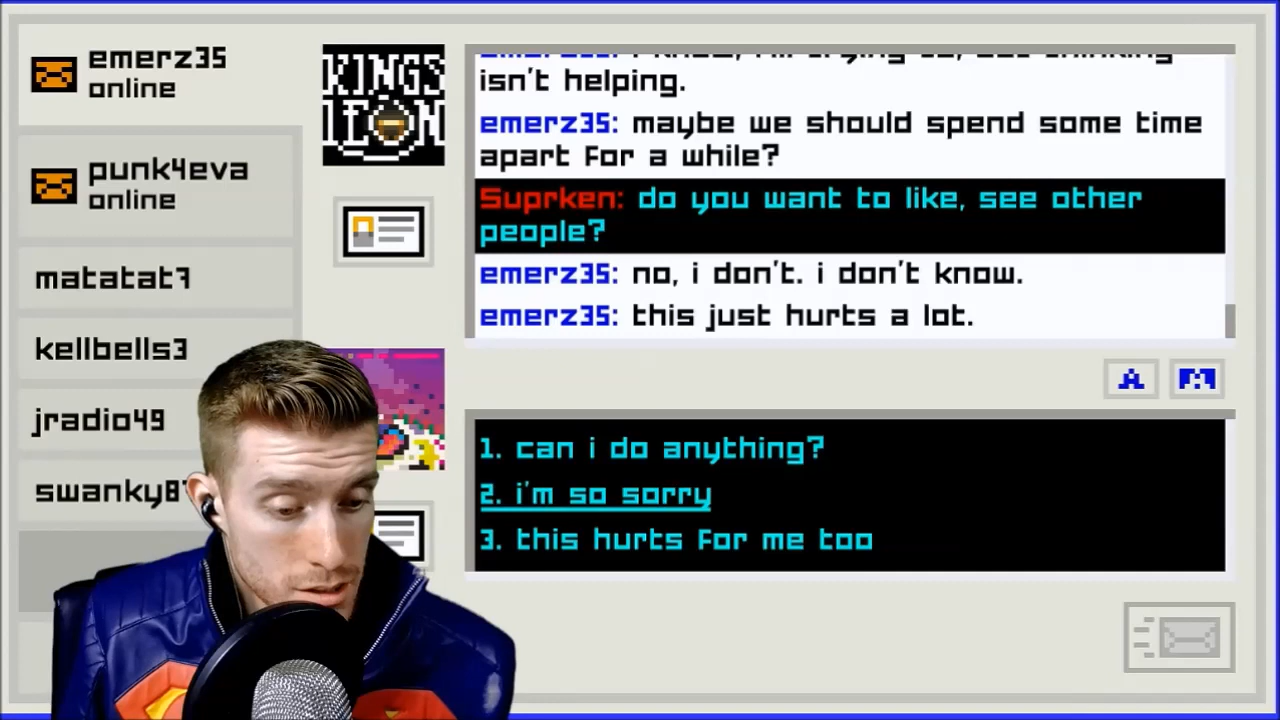 emerz35
online
punk4eva
online
matatat7
kellbells3
jradio49
swanky8
KINGS
isn't helping.
emerz35: maybe we should spend some time
apart for a while?
Suprken: do you want to like, see other
people?
emerz35: no, i don't. i don't know.
emerz35: this just hurts a lot.
A
1. can i do anything?
2. i'm so sorry
3. this hurts for me too